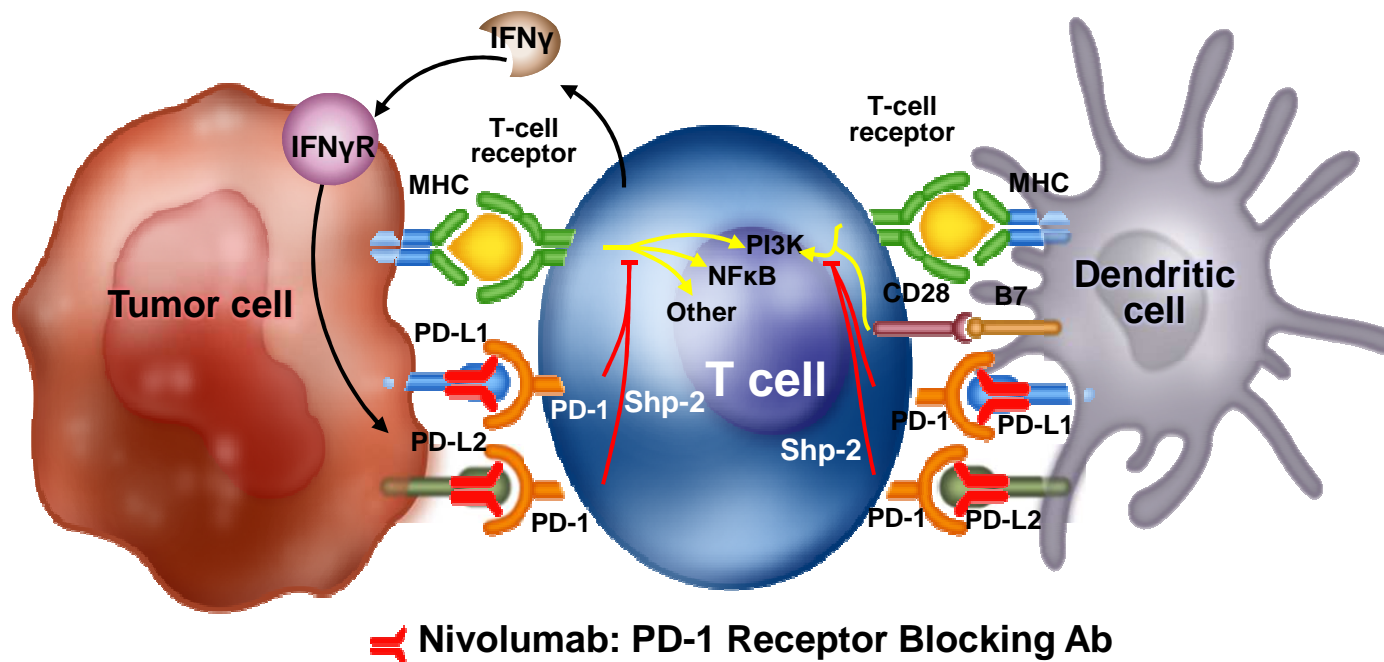 IFNγ
IFNγR
T-cell
receptor
MHC
T-cell
receptor
MHC
PI3K
NFκB
Other
CD28
B7
Tumor cell
Dendritic
cell
PD-L1
PD-1
Shp-2
T cell
PD-1
PD-L1
PD-L2
Shp-2
PD-1
PD-1
PD-L2
Nivolumab: PD-1 Receptor Blocking Ab